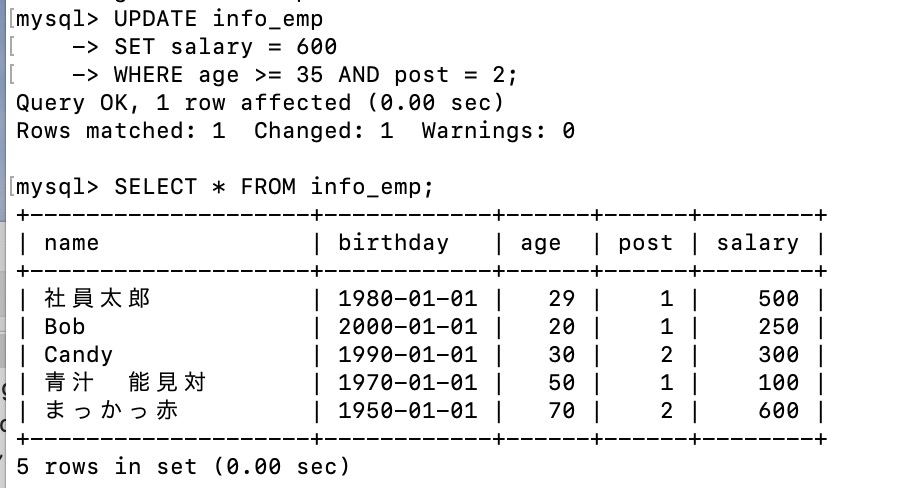 mysql> UPDATE info_emp
    -> SET salary = 600
    -> WHERE age >= 35 AND post = 2;
Query OK, 1 row affected (0.00 sec)
Rows matched: 1  Changed: 1  Warnings: 0

mysql> SELECT * FROM info_emp;
+--------------------+------------+------+------+--------+
| name               | birthday   | age  | post | salary |
+--------------------+------------+------+------+--------+
| 社員太郎           | 1980-01-01 |   29 |    1 |    500 |
| Bob                | 2000-01-01 |   20 |    1 |    250 |
| Candy              | 1990-01-01 |   30 |    2 |    300 |
| 青汁　能見対       | 1970-01-01 |   50 |    1 |    100 |
| まっかっ赤         | 1950-01-01 |   70 |    2 |    600 |
+--------------------+------------+------+------+--------+
5 rows in set (0.00 sec)